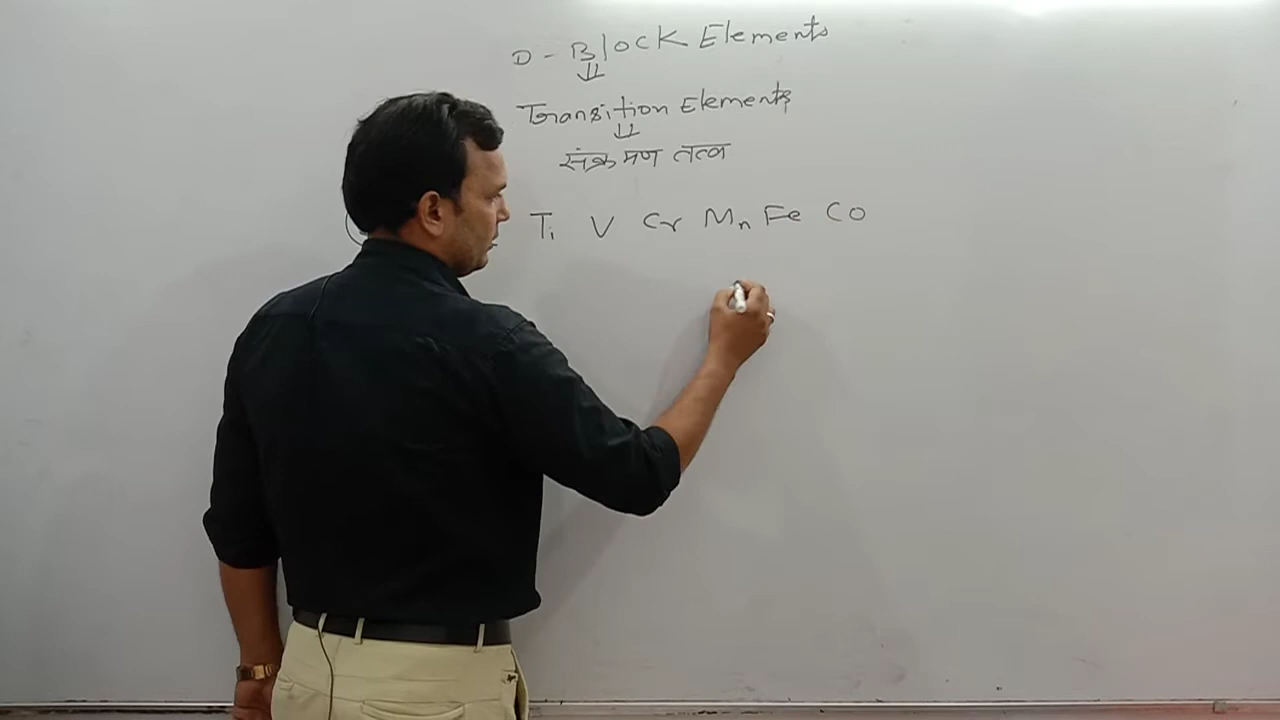 D - Block Elements
⇓
Transition Elements
⇓
संक्रमण तत्व
Ti V Cr Mn Fe Co